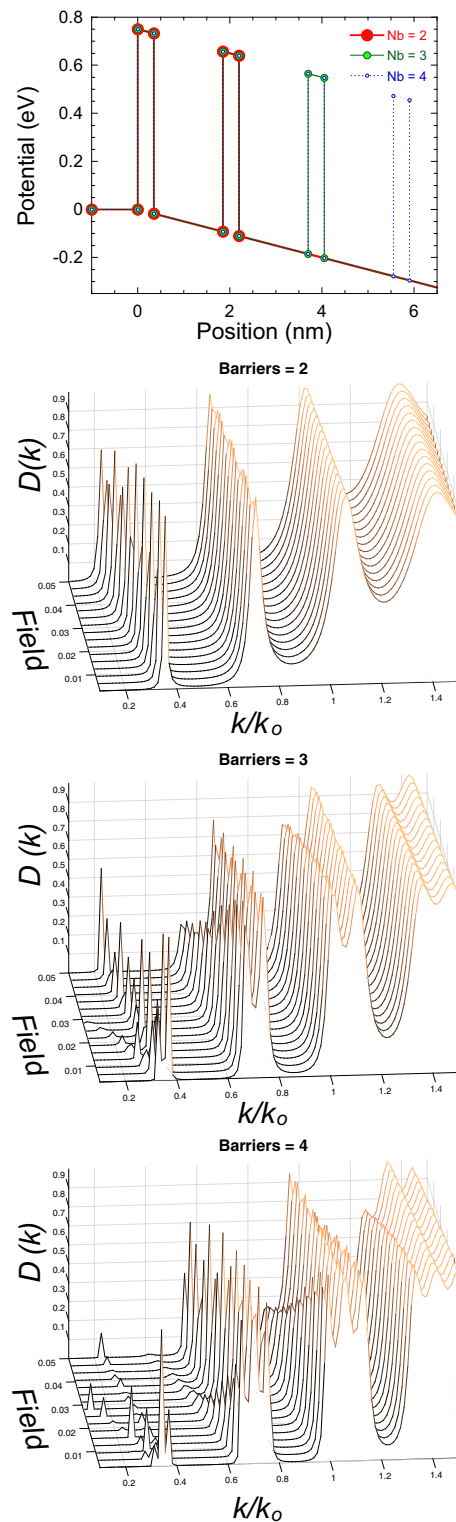 0.8
0.6
0.4
0.2
0
-0.2
Potential (eV)
Nb = 2
Nb = 3
Nb = 4
0 2 4 6
Position (nm)
Barriers = 2
0.9
0.8
0.7
0.6
0.5
0.4
0.3
0.2
0.1
D(k)
0.05
0.04
0.03
0.02
0.01
Field
0.2 0.4 0.6 0.8 1 1.2 1.4
k/ko
Barriers = 3
0.9
0.8
0.7
0.6
0.5
0.4
0.3
0.2
0.1
D (k)
0.05
0.04
0.03
0.02
0.01
Field
0.2 0.4 0.6 0.8 1 1.2 1.4
k/ko
Barriers = 4
0.9
0.8
0.7
0.6
0.5
0.4
0.3
0.2
0.1
D (k)
0.05
0.04
0.03
0.02
0.01
Field
0.2 0.4 0.6 0.8 1 1.2 1.4
k/ko